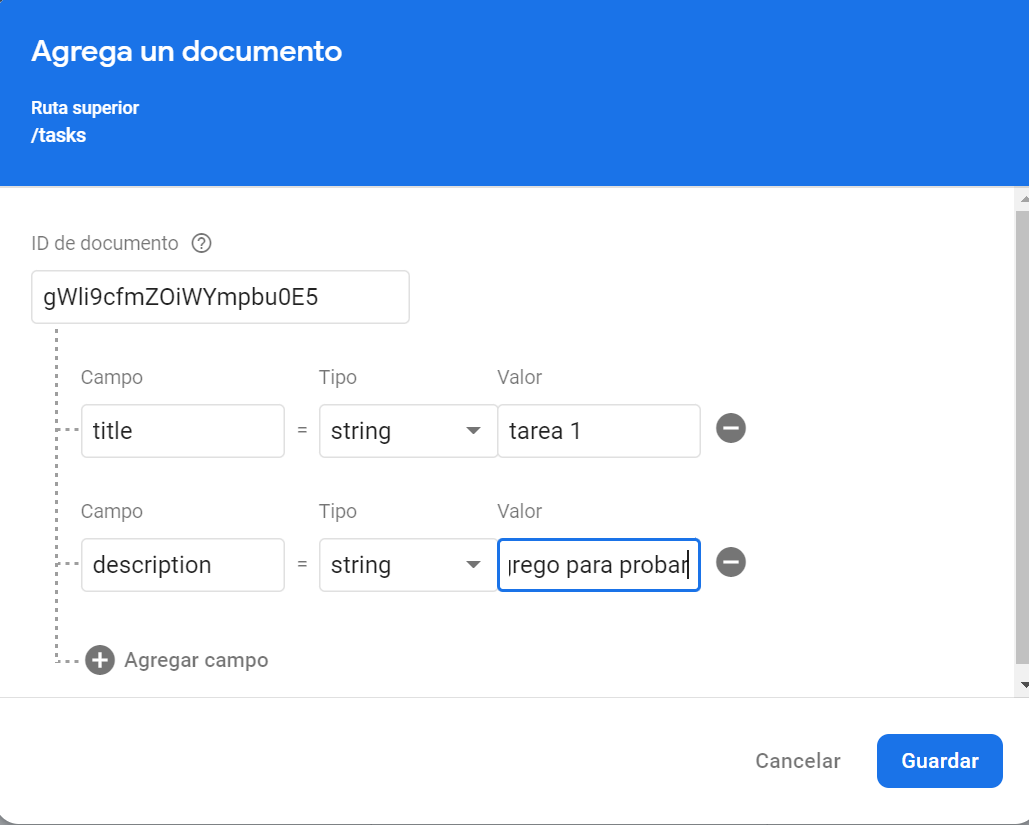 Agrega un documento
Ruta superior
/tasks
ID de documento ?
gWli9cfmZOiWYmpbu0E5
Campo Tipo Valor
title = string tarea 1
Campo Tipo Valor
description = string para probar
Agregar campo
Cancelar Guardar